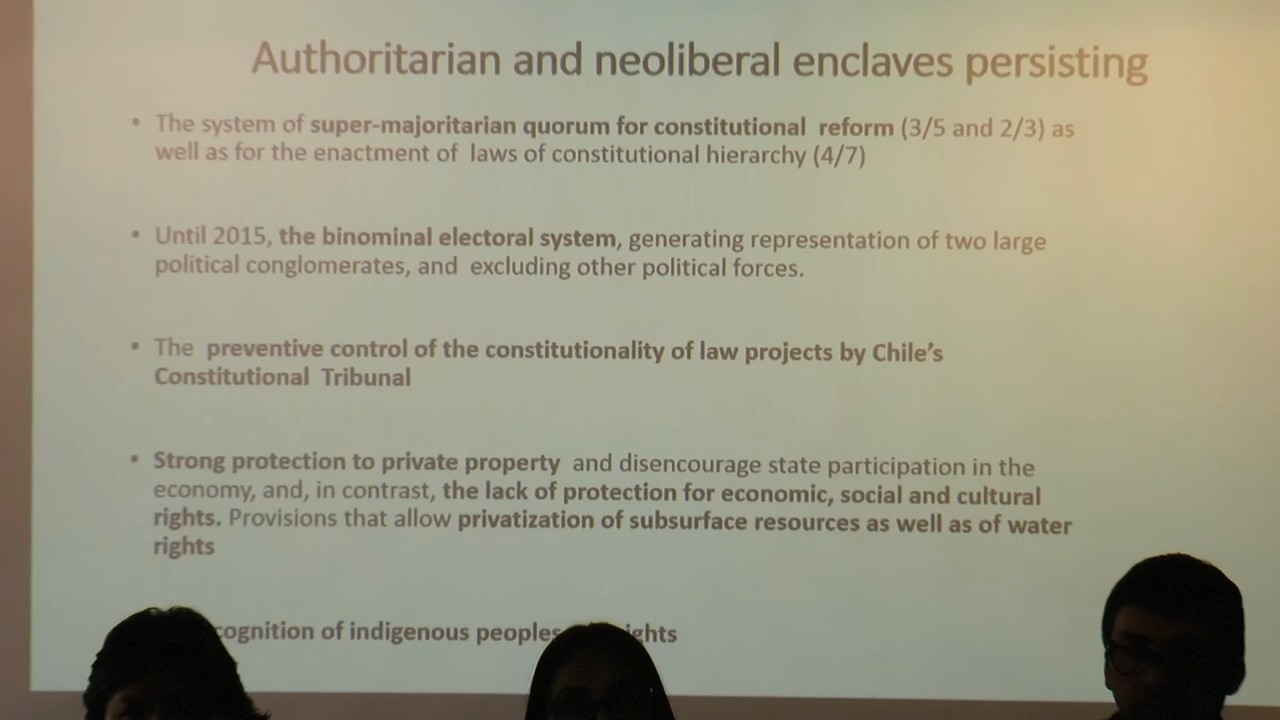 Authoritarian and neoliberal enclaves persisting
• The system of super-majoritarian quorum for constitutional reform (3/5 and 2/3) as
well as for the enactment of laws of constitutional hierarchy (4/7)
• Until 2015, the binominal electoral system, generating representation of two large
political conglomerates, and excluding other political forces.
• The preventive control of the constitutionality of law projects by Chile's
Constitutional Tribunal
• Strong protection to private property and disencourage state participation in the
economy, and, in contrast, the lack of protection for economic, social and cultural
rights. Provisions that allow privatization of subsurface resources as well as of water
rights
of indigenous peoples